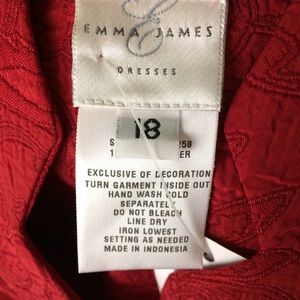 EMMA JAMES
DRESSES
18
EXCLUSIVE OF DECORATION
TURN GARMENT INSIDE OUT
HAND WASH COLD
SEPARATELY
DO NOT BLEACH
LINE DRY
IRON LOWEST
SETTING AS NEEDED
MADE IN INDONESIA